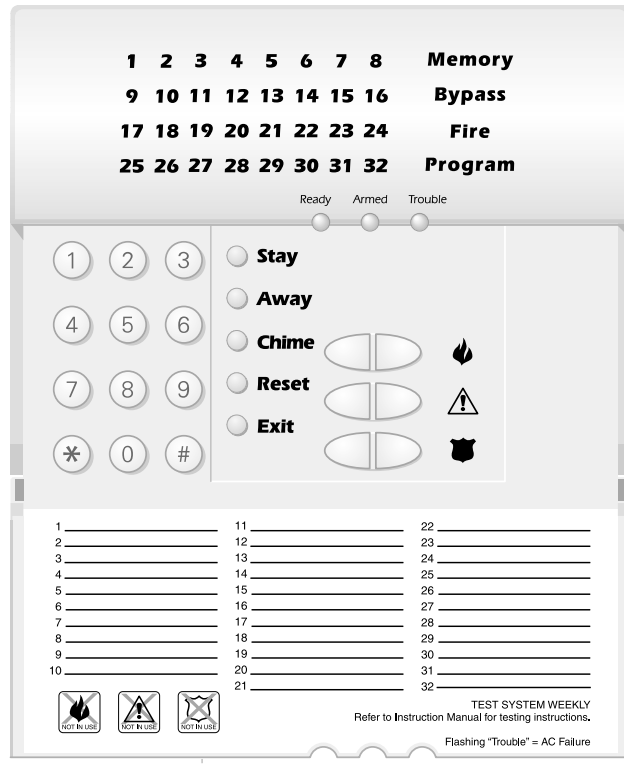 1 2 3 4 5 6 7 8 Memory
9 10 11 12 13 14 15 16 Bypass
17 18 19 20 21 22 23 24 Fire
25 26 27 28 29 30 31 32 Program
Ready Armed Trouble
1 2 3
4 5 6
7 8 9
* 0 #
Stay
Away
Chime
Reset
Exit
1
2
3
4
5
6
7
8
9
10
11
12
13
14
15
16
17
18
19
20
21
22
23
24
25
26
27
28
29
30
31
32
NOT IN USE
NOT IN USE
NOT IN USE
TEST SYSTEM WEEKLY
Refer to Instruction Manual for testing instructions.
Flashing “Trouble” = AC Failure